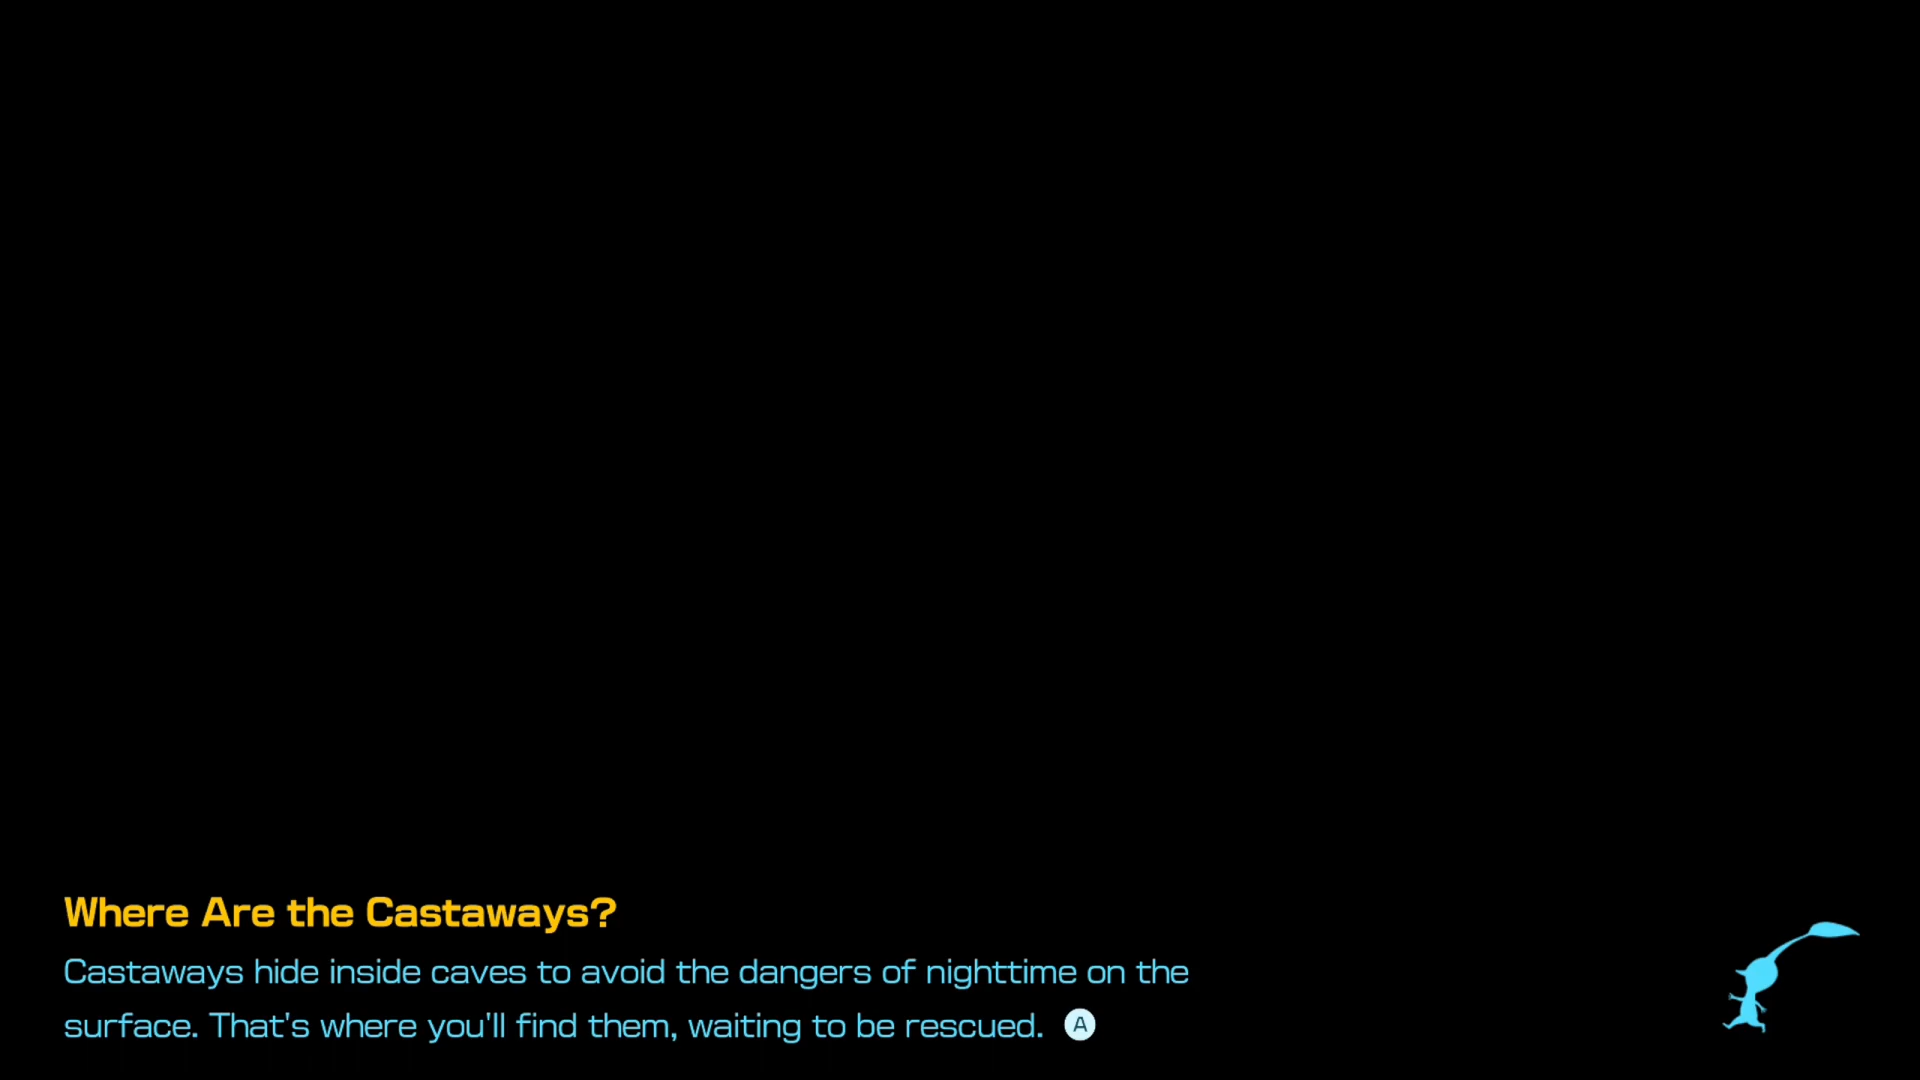 Where Are the Castaways?
Castaways hide inside caves to avoid the dangers of nighttime on the
surface. That's where you'll find them, waiting to be rescued. A